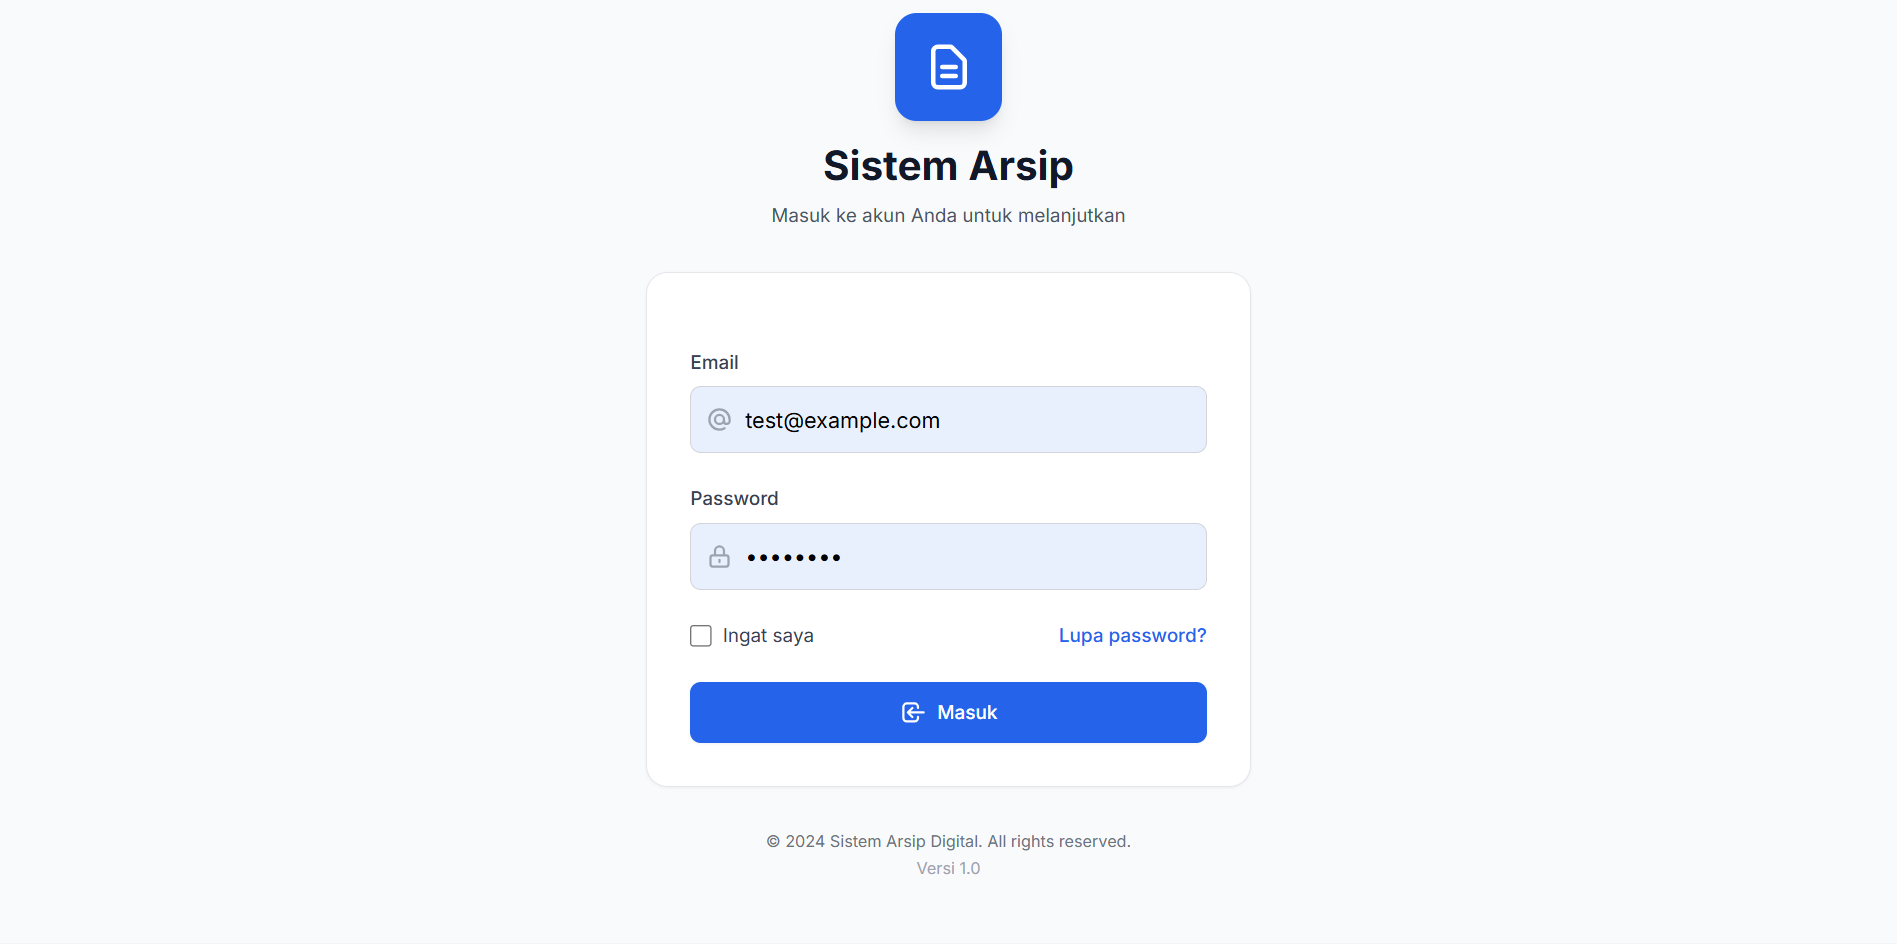 Sistem Arsip
Masuk ke akun Anda untuk melanjutkan
Email
test@example.com
Password
••••••••
Ingat saya
Lupa password?
Masuk
© 2024 Sistem Arsip Digital. All rights reserved.
Versi 1.0